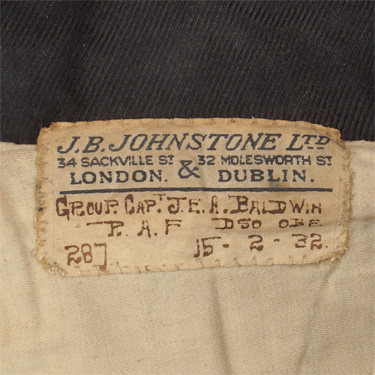 J.B. JOHNSTONE LTD
34 SACKVILLE ST & 32 MOLESWORTH ST
LONDON. DUBLIN.
GROUP. CAPT J.E.A. BALDWIN
R.A.F DSO OBE
287 15-2-32.